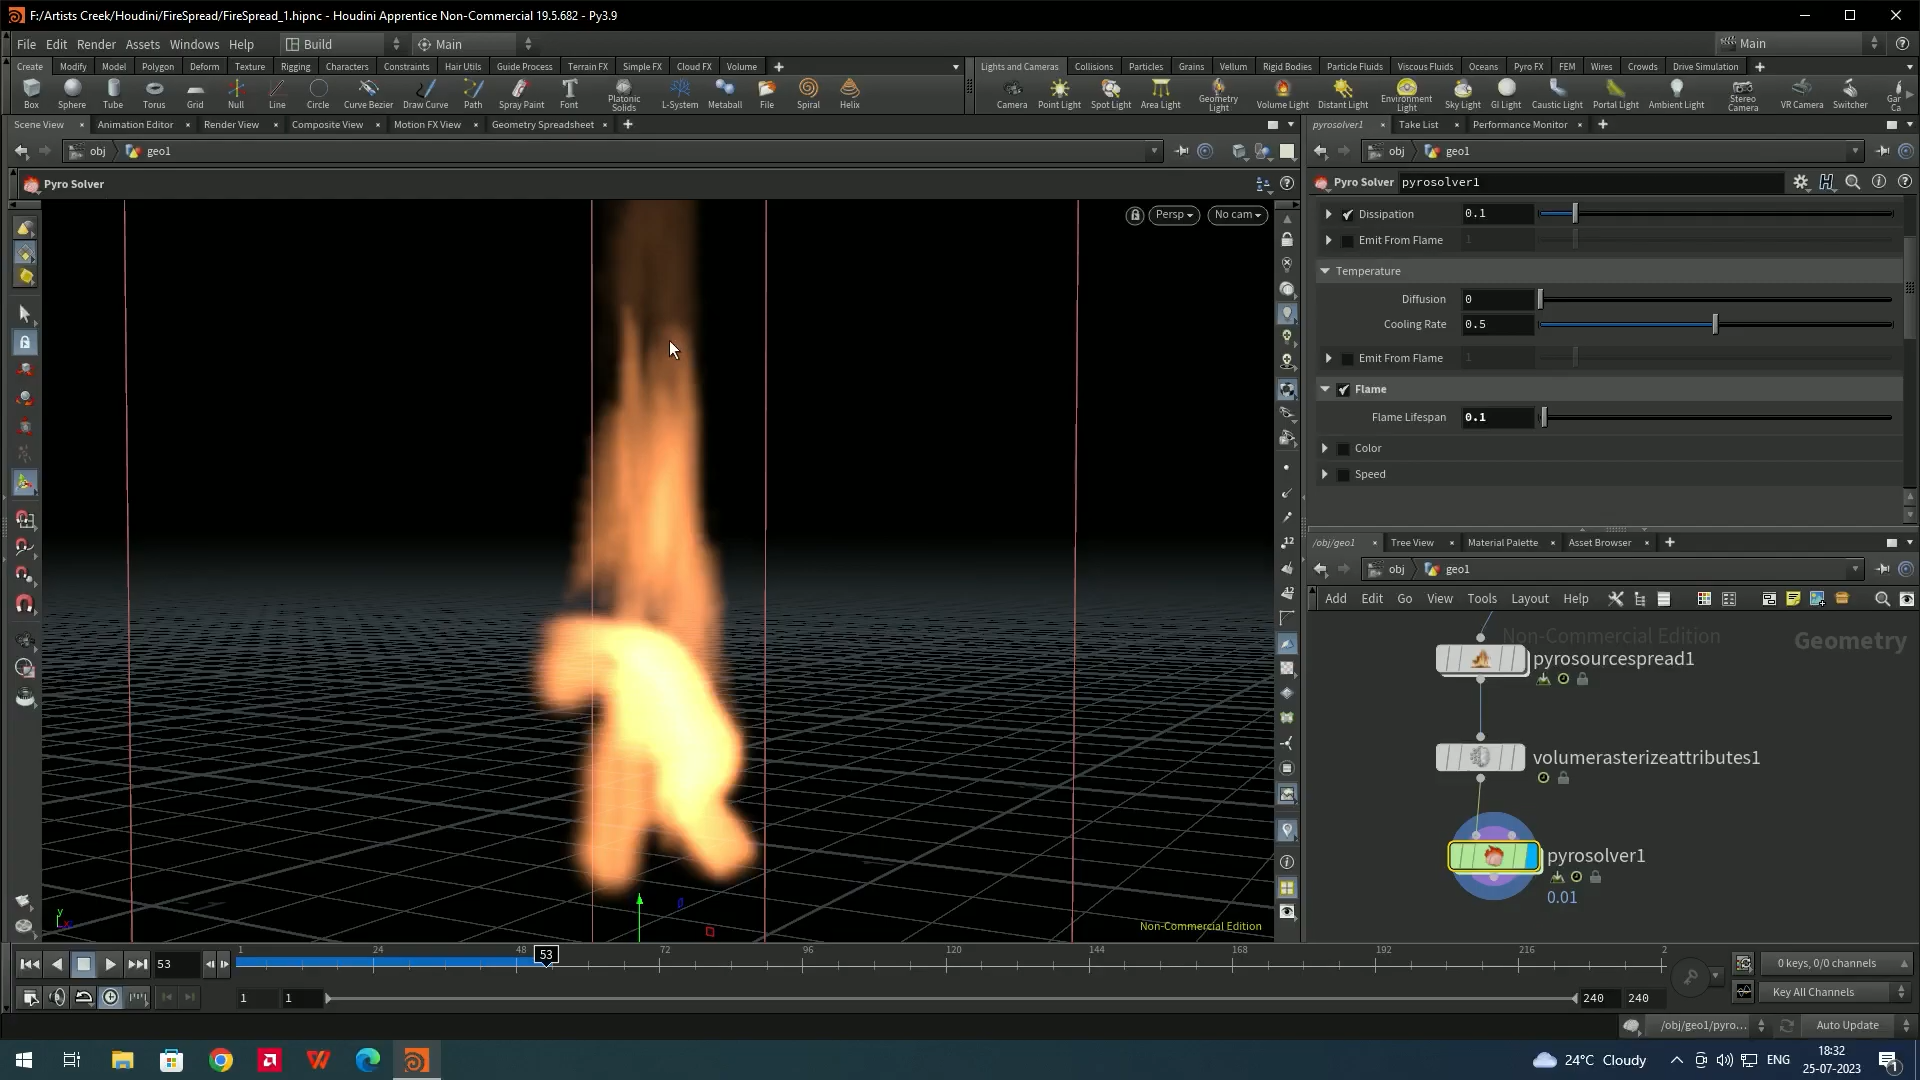 F:/Artists Creek/Houdini/FireSpread/FireSpread_1.hipnc - Houdini Apprentice Non-Commercial 19.5.682 - Py3.9
File Edit Render Assets Windows Help Build Main Main
Create Modify Model Polygon Deform Texture Rigging Characters Constraints Hair Utils Guide Process Terrain FX Simple FX Cloud FX Volume
Lights and Cameras Collisions Particles Grains Vellum Rigid Bodies Particle Fluids Viscous Fluids Oceans Pyro FX FEM Wires Crowds Drive Simulation
Box Sphere Tube Torus Grid Null Line Circle Curve Bezier Draw Curve Path Spray Paint Font Platonic Solids L-System Metaball File Spiral Helix
Camera Point Light Spot Light Area Light Geometry Light Volume Light Distant Light Environment Light Sky Light GI Light Caustic Light Portal Light Ambient Light Stereo Camera VR Camera Switcher Gar Ca
Scene View Animation Editor Render View Composite View Motion FX View Geometry Spreadsheet
pyrosolver1 Take List Performance Monitor
obj geo1
obj geo1
Pyro Solver
Pyro Solver pyrosolver1
Persp No cam
Dissipation 0.1
Emit From Flame 1
Temperature
Diffusion 0
Cooling Rate 0.5
Emit From Flame 1
Flame
Flame Lifespan 0.1
Color
Speed
/obj/geo1 Tree View Material Palette Asset Browser
obj geo1
Add Edit Go View Tools Layout Help
Non-Commercial Edition Geometry
pyrosourcespread1
volumerasterizeattributes1
pyrosolver1
0.01
Non-Commercial Edition
53 1 24 48 53 72 96 120 144 168 192 216 2
0 keys, 0/0 channels
1 1 240 240 Key All Channels
/obj/geo1/pyro... Auto Update
24°C Cloudy ENG 18:32
25-07-2023
1